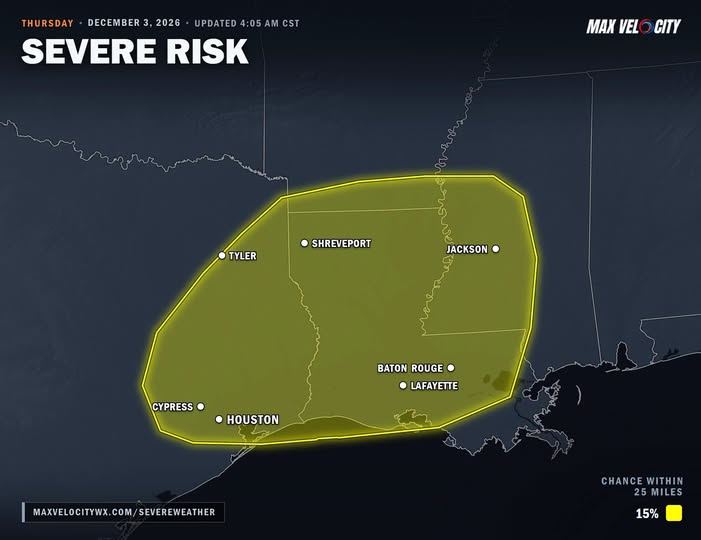 THURSDAY • DECEMBER 3, 2026 • UPDATED 4:05 AM CST
MAX VELOCITY
SEVERE RISK
SHREVEPORT
JACKSON
TYLER
BATON ROUGE
LAFAYETTE
CYPRESS
HOUSTON
CHANCE WITHIN
25 MILES
15%
MAXVELOCITYWX.COM/SEVEREWEATHER